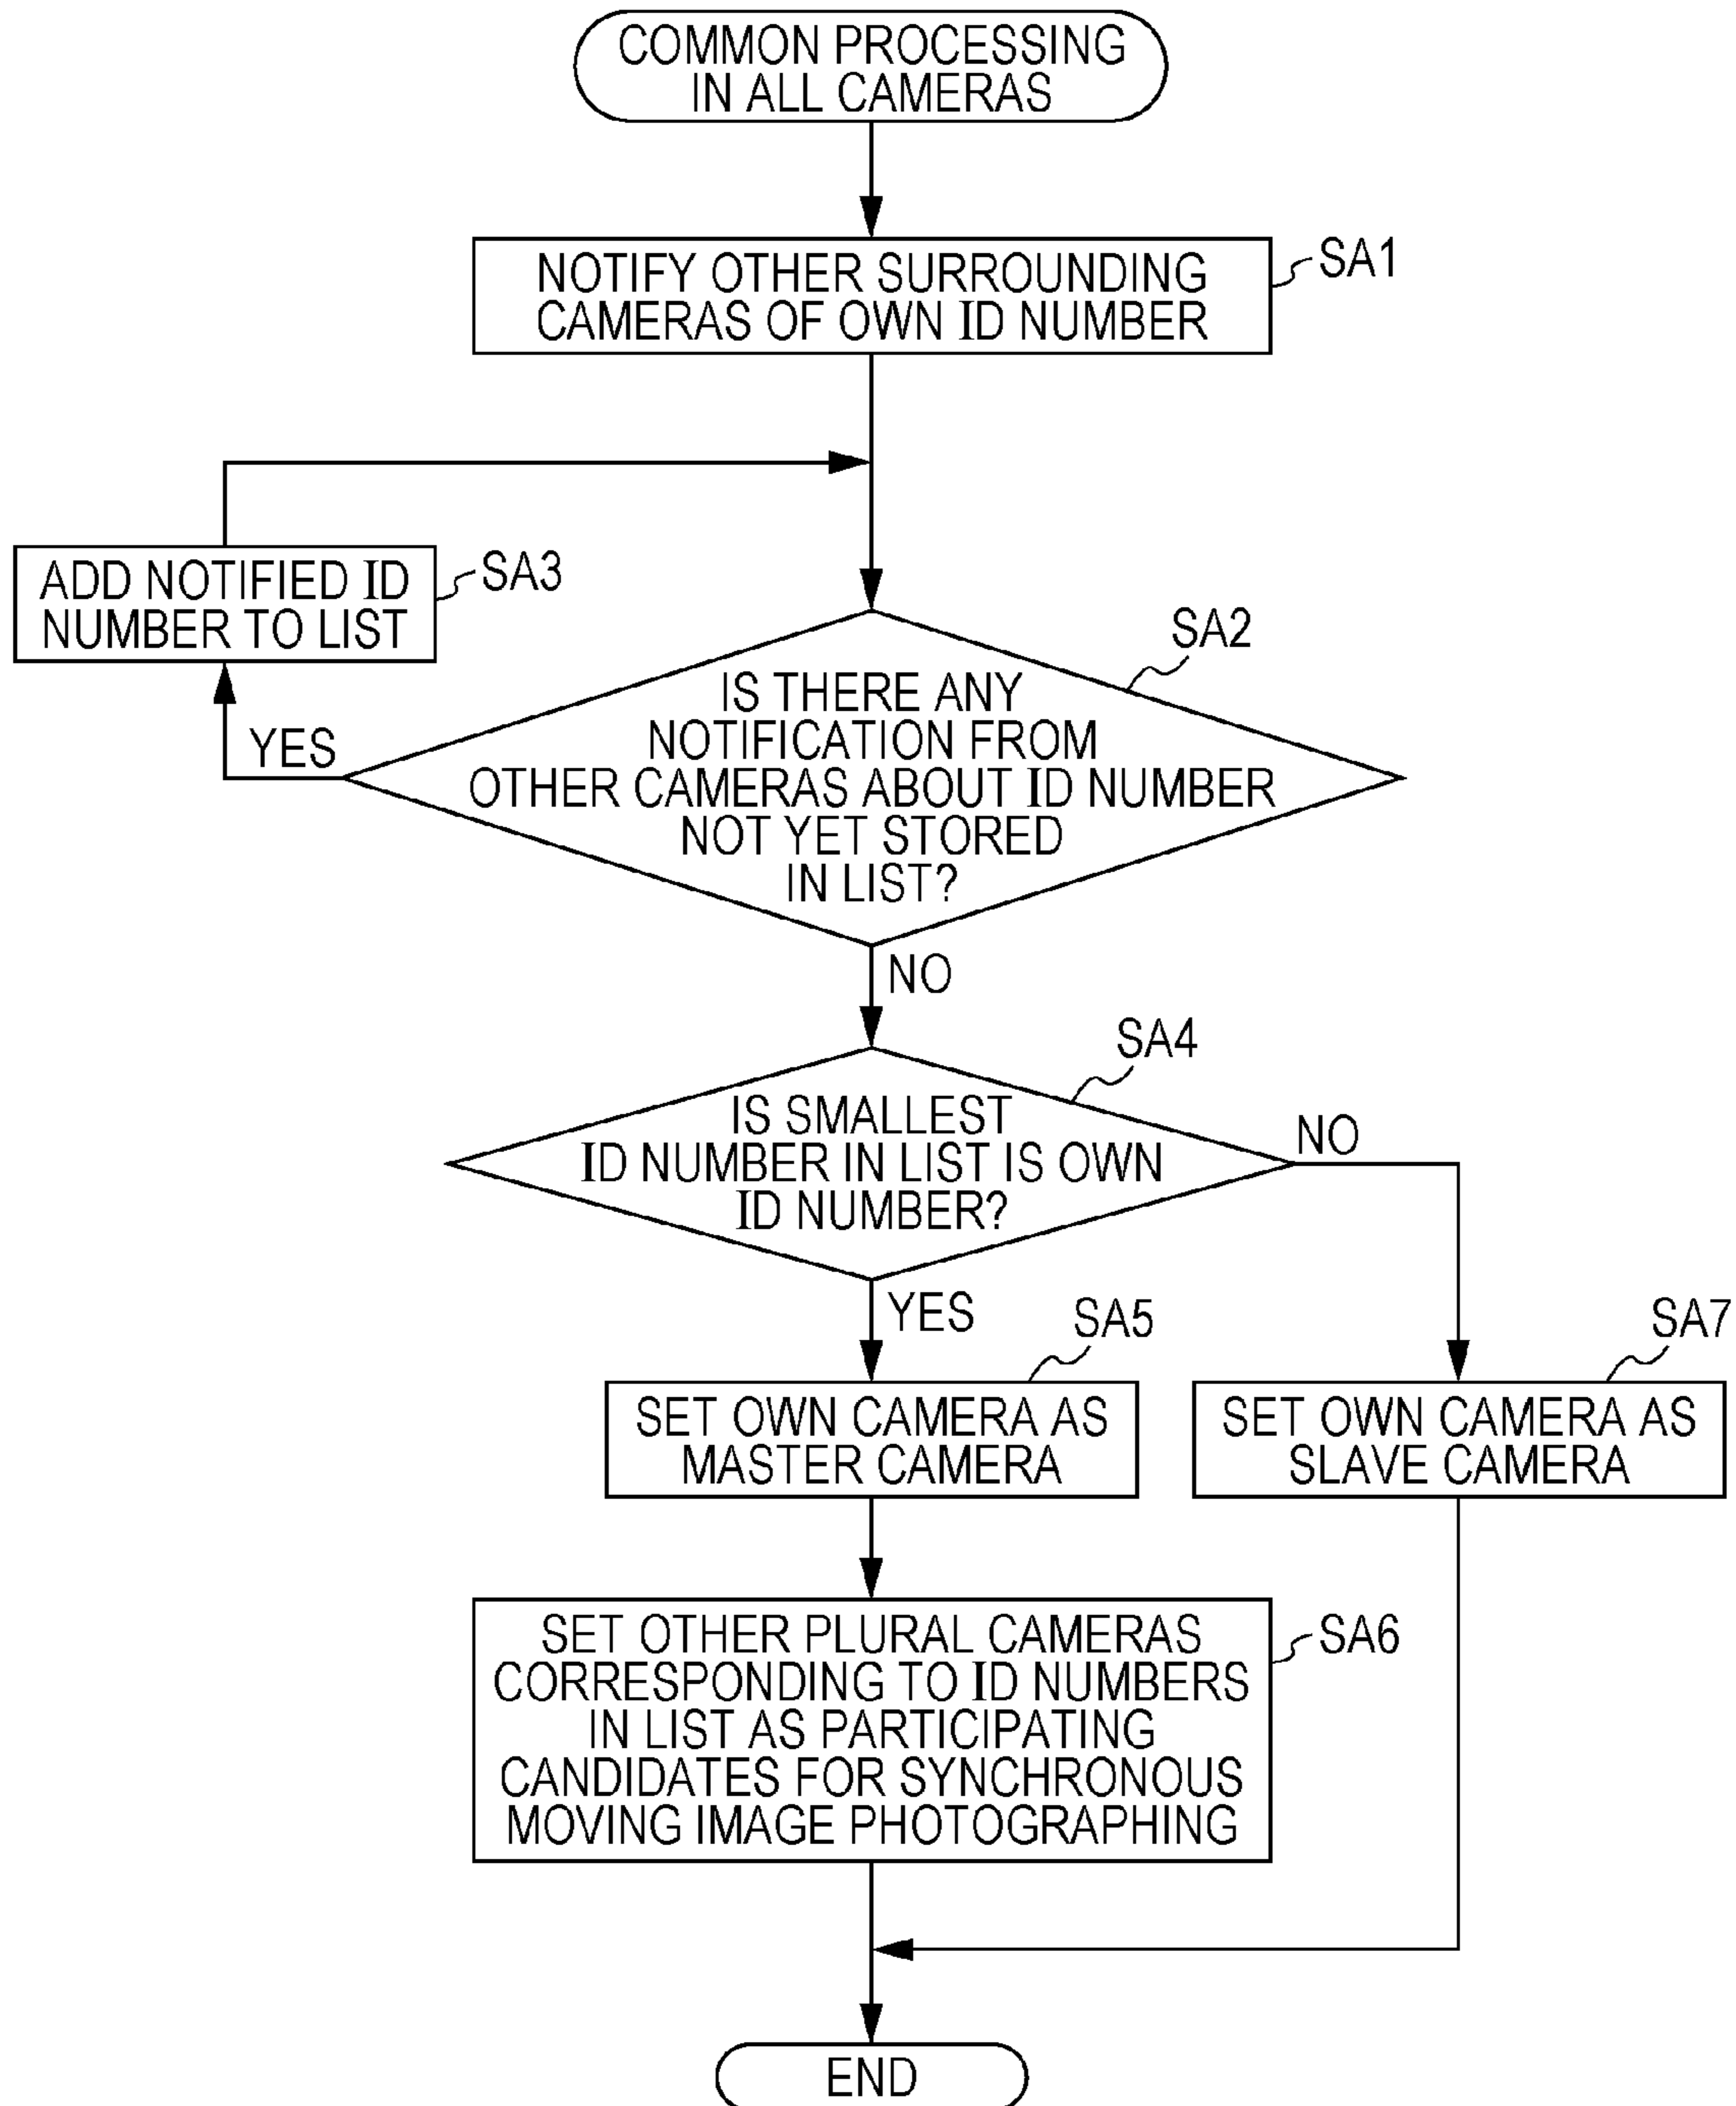 COMMON PROCESSING
IN ALL CAMERAS
NOTIFY OTHER SURROUNDING
CAMERAS OF OWN ID NUMBER
SA1
ADD NOTIFIED ID
NUMBER TO LIST
SA3
SA2
IS THERE ANY
NOTIFICATION FROM
OTHER CAMERAS ABOUT ID NUMBER
NOT YET STORED
IN LIST?
YES
NO
SA4
IS SMALLEST
ID NUMBER IN LIST IS OWN
ID NUMBER?
NO
YES
SA5
SET OWN CAMERA AS
MASTER CAMERA
SA7
SET OWN CAMERA AS
SLAVE CAMERA
SET OTHER PLURAL CAMERAS
CORRESPONDING TO ID NUMBERS
IN LIST AS PARTICIPATING
CANDIDATES FOR SYNCHRONOUS
MOVING IMAGE PHOTOGRAPHING
SA6
END